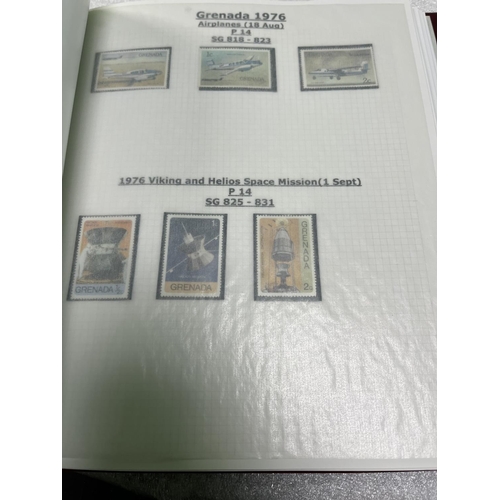 Grenada 1976
Airplanes (18 Aug)
P 14
SG 818 - 823
1976 Viking and Helios Space Mission(1 Sept)
P 14
SG 825 - 831
GRENADA
GRENADA
GRENADA
2c